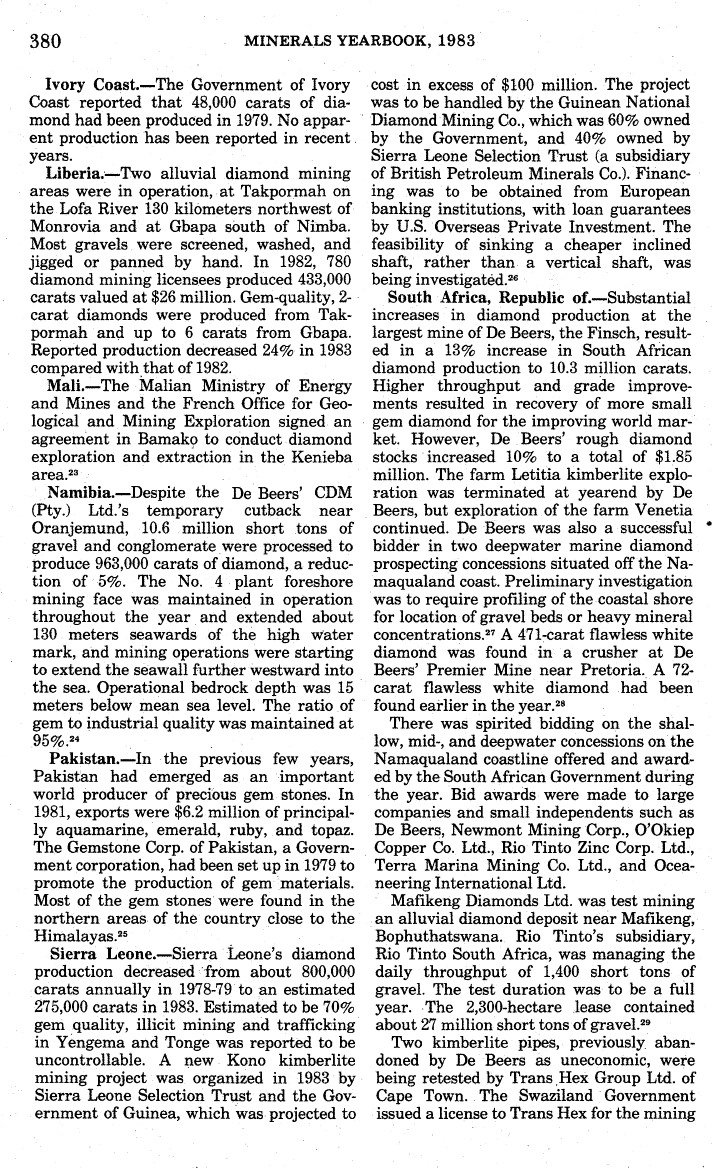 380
MINERALS YEARBOOK, 1983
Ivory Coast.—The Government of Ivory
Coast reported that 48,000 carats of dia-
mond had been produced in 1979. No appar-
ent production has been reported in recent
years.
Liberia.—Two alluvial diamond mining
areas were in operation, at Takpormah on
the Lofa River 130 kilometers northwest of
Monrovia and at Gbapa south of Nimba.
Most gravels were screened, washed, and
jigged or panned by hand. In 1982, 780
diamond mining licensees produced 433,000
carats valued at $26 million. Gem-quality, 2-
carat diamonds were produced from Tak-
pormah and up to 6 carats from Gbapa.
Reported production decreased 24% in 1983
compared with that of 1982.
Mali.—The Malian Ministry of Energy
and Mines and the French Office for Geo-
logical and Mining Exploration signed an
agreement in Bamako to conduct diamond
exploration and extraction in the Kenieba
area.²³
Namibia.—Despite the De Beers' CDM
(Pty.) Ltd.'s temporary cutback near
Oranjemund, 10.6 million short tons of
gravel and conglomerate were processed to
produce 963,000 carats of diamond, a reduc-
tion of 5%. The No. 4 plant foreshore
mining face was maintained in operation
throughout the year and extended about
130 meters seawards of the high water
mark, and mining operations were starting
to extend the seawall further westward into
the sea. Operational bedrock depth was 15
meters below mean sea level. The ratio of
gem to industrial quality was maintained at
95%.²⁴
Pakistan.—In the previous few years,
Pakistan had emerged as an important
world producer of precious gem stones. In
1981, exports were $6.2 million of principal-
ly aquamarine, emerald, ruby, and topaz.
The Gemstone Corp. of Pakistan, a Govern-
ment corporation, had been set up in 1979 to
promote the production of gem materials.
Most of the gem stones were found in the
northern areas of the country close to the
Himalayas.²⁵
Sierra Leone.—Sierra Leone's diamond
production decreased from about 800,000
carats annually in 1978-79 to an estimated
275,000 carats in 1983. Estimated to be 70%
gem quality, illicit mining and trafficking
in Yengema and Tonge was reported to be
uncontrollable. A new Kono kimberlite
mining project was organized in 1983 by
Sierra Leone Selection Trust and the Gov-
ernment of Guinea, which was projected to
cost in excess of $100 million. The project
was to be handled by the Guinean National
Diamond Mining Co., which was 60% owned
by the Government, and 40% owned by
Sierra Leone Selection Trust (a subsidiary
of British Petroleum Minerals Co.). Financ-
ing was to be obtained from European
banking institutions, with loan guarantees
by U.S. Overseas Private Investment. The
feasibility of sinking a cheaper inclined
shaft, rather than a vertical shaft, was
being investigated.²⁶
South Africa, Republic of.—Substantial
increases in diamond production at the
largest mine of De Beers, the Finsch, result-
ed in a 13% increase in South African
diamond production to 10.3 million carats.
Higher throughput and grade improve-
ments resulted in recovery of more small
gem diamond for the improving world mar-
ket. However, De Beers' rough diamond
stocks increased 10% to a total of $1.85
million. The farm Letitia kimberlite explo-
ration was terminated at yearend by De
Beers, but exploration of the farm Venetia
continued. De Beers was also a successful
bidder in two deepwater marine diamond
prospecting concessions situated off the Na-
maqualand coast. Preliminary investigation
was to require profiling of the coastal shore
for location of gravel beds or heavy mineral
concentrations.²⁷ A 471-carat flawless white
diamond was found in a crusher at De
Beers' Premier Mine near Pretoria. A 72-
carat flawless white diamond had been
found earlier in the year.²⁸
There was spirited bidding on the shal-
low, mid-, and deepwater concessions on the
Namaqualand coastline offered and award-
ed by the South African Government during
the year. Bid awards were made to large
companies and small independents such as
De Beers, Newmont Mining Corp., O'Okiep
Copper Co. Ltd., Rio Tinto Zinc Corp. Ltd.,
Terra Marina Mining Co. Ltd., and Ocea-
neering International Ltd.
Mafikeng Diamonds Ltd. was test mining
an alluvial diamond deposit near Mafikeng,
Bophuthatswana. Rio Tinto's subsidiary,
Rio Tinto South Africa, was managing the
daily throughput of 1,400 short tons of
gravel. The test duration was to be a full
year. The 2,300-hectare lease contained
about 27 million short tons of gravel.²⁹
Two kimberlite pipes, previously aban-
doned by De Beers as uneconomic, were
being retested by Trans Hex Group Ltd. of
Cape Town. The Swaziland Government
issued a license to Trans Hex for the mining